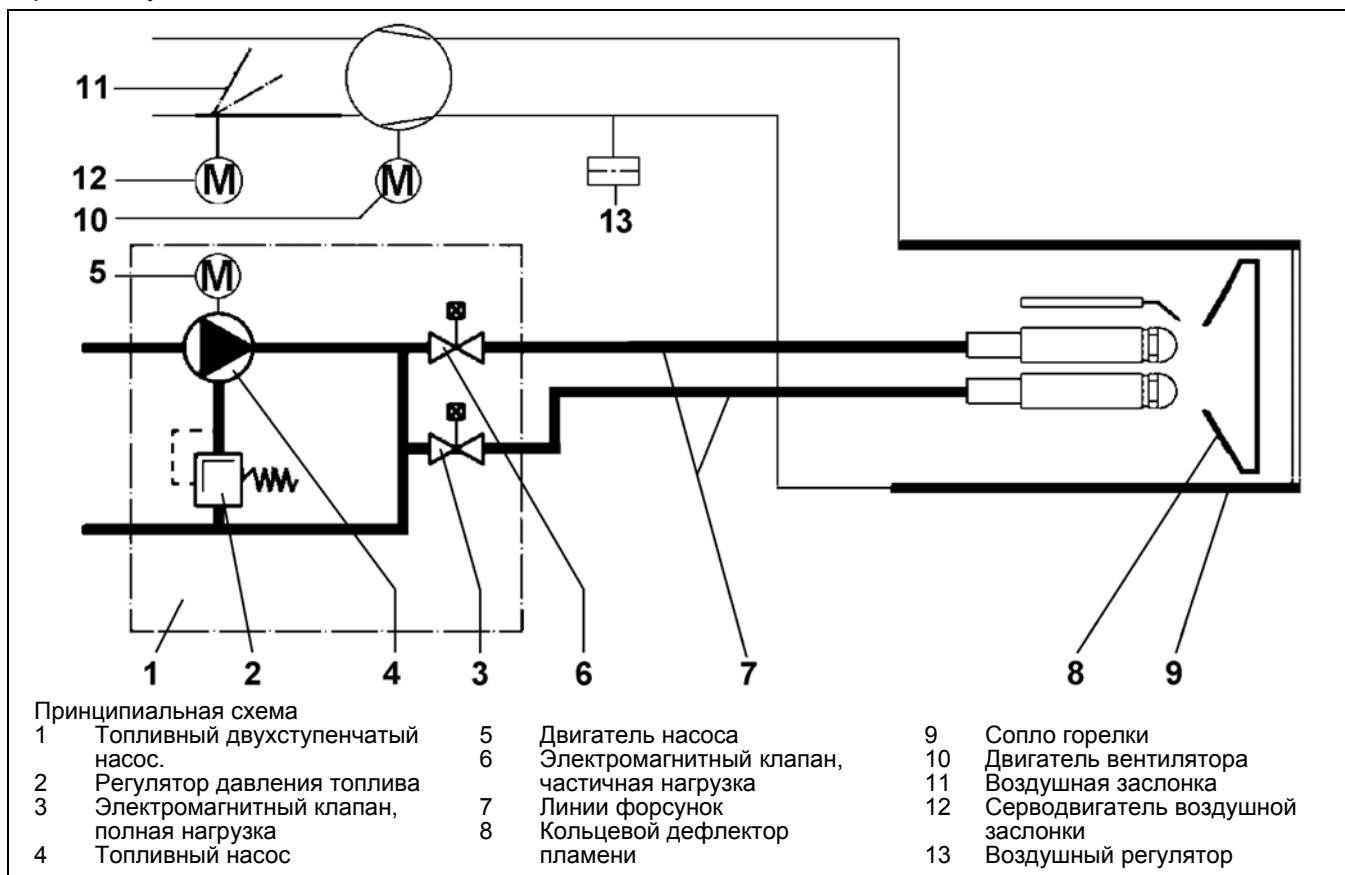 11
12 M
M
10
13
5 M
1 2 4 3 6 7 8 9
Принципиальная схема
1 Топливный двухступенчатый
насос.
2 Регулятор давления топлива
3 Электромагнитный клапан,
полная нагрузка
4 Топливный насос
5 Двигатель насоса
6 Электромагнитный клапан,
частичная нагрузка
7 Линии форсунок
8 Кольцевой дефлектор
пламени
9 Сопло горелки
10 Двигатель вентилятора
11 Воздушная заслонка
12 Серводвигатель воздушной
заслонки
13 Воздушный регулятор